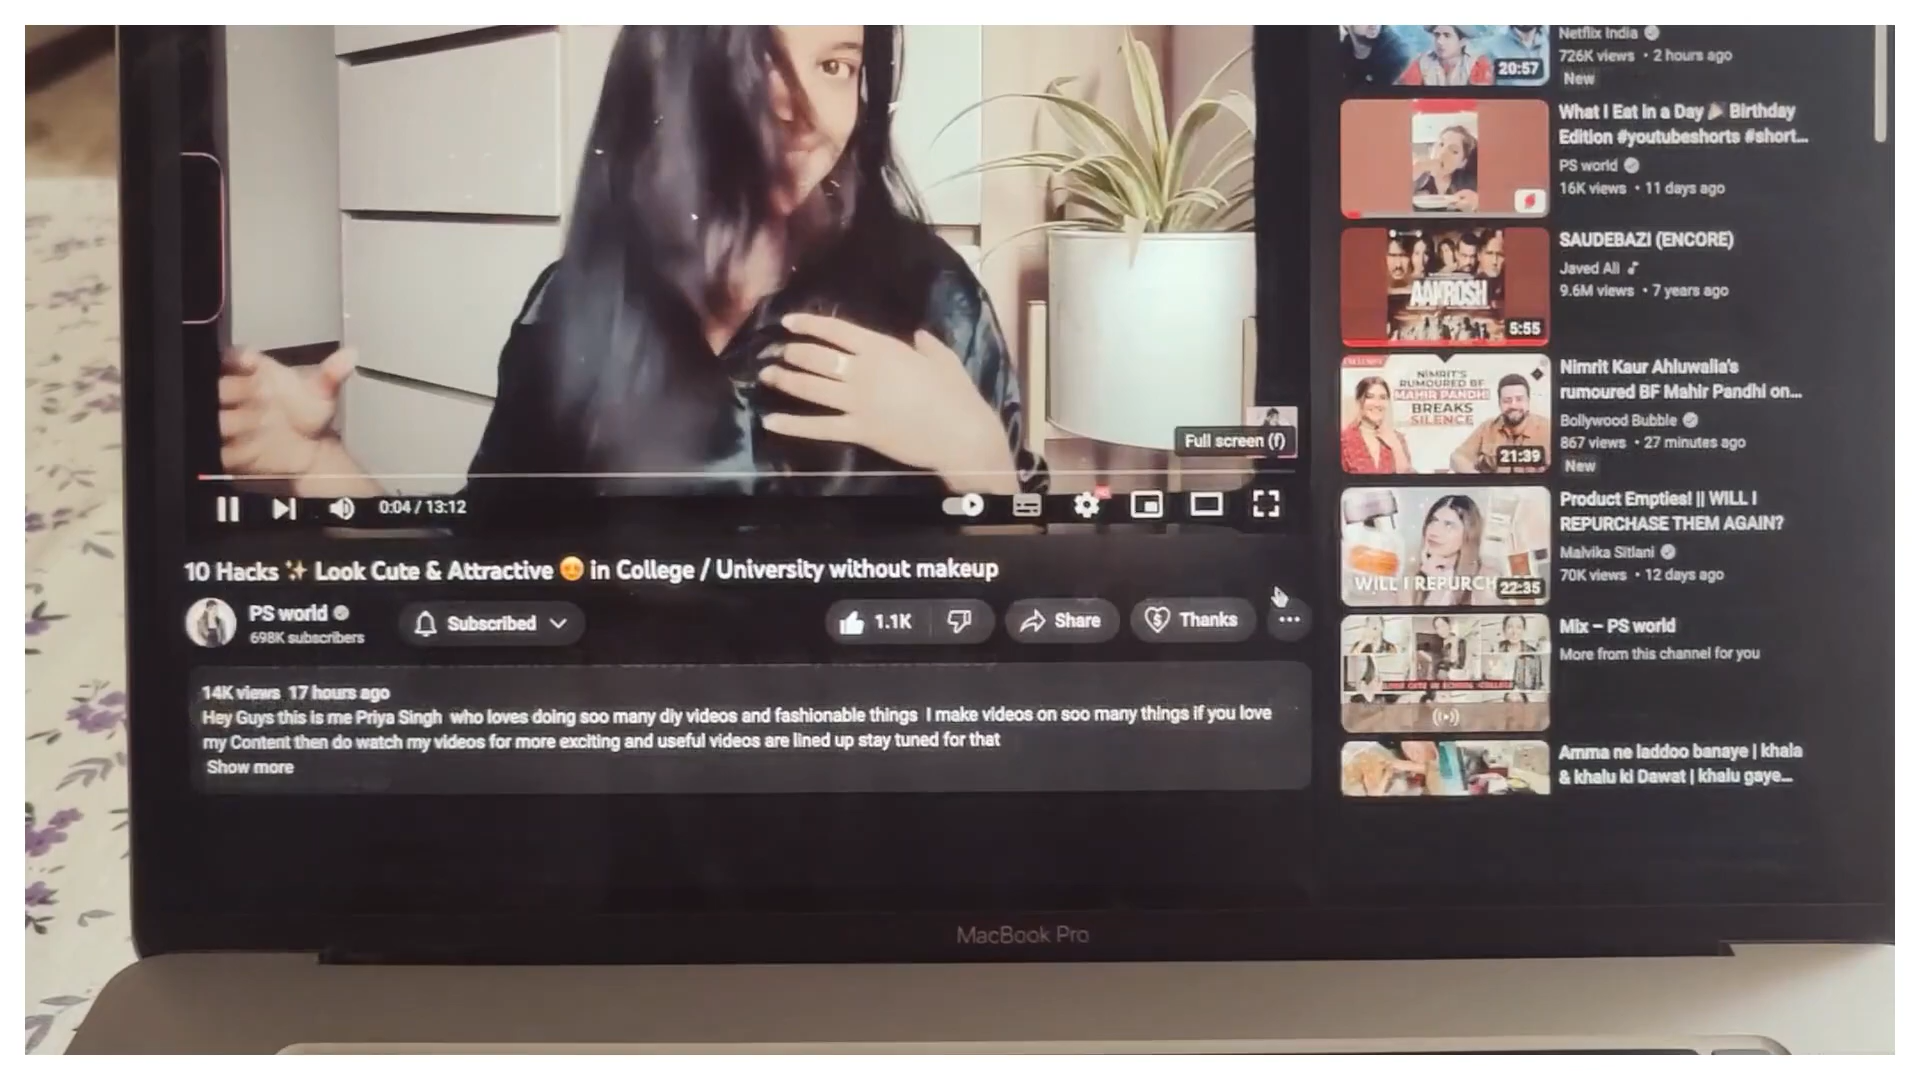 Full screen (f)
0:04 / 13:12
10 Hacks ✨ Look Cute & Attractive 😍 in College / University without makeup
PS world
698K subscribers
Subscribed
1.1K
Share
Thanks
14K views 17 hours ago
Hey Guys this is me Priya Singh who loves doing soo many diy videos and fashionable things I make videos on soo many things if you love
my Content then do watch my videos for more exciting and useful videos are lined up stay tuned for that
Show more
20:57
Netflix India
726K views • 2 hours ago
New
What I Eat in a Day 🎉 Birthday
Edition #youtubeshorts #short...
PS world
16K views • 11 days ago
AAKROSH
5:55
SAUDEBAZI (ENCORE)
Javed Ali
9.6M views • 7 years ago
EXCLUSIVE
NIMRIT'S
RUMOURED BF
MAHIR PANDHI
BREAKS
SILENCE
21:39
Nimrit Kaur Ahluwalia's
rumoured BF Mahir Pandhi on...
Bollywood Bubble
867 views • 27 minutes ago
New
WILL I REPURCH
22:35
Product Empties! || WILL I
REPURCHASE THEM AGAIN?
Malvika Sitlani
70K views • 12 days ago
Mix – PS world
More from this channel for you
Amma ne laddoo banaye | khala
& khalu ki Dawat | khalu gaye...
MacBook Pro